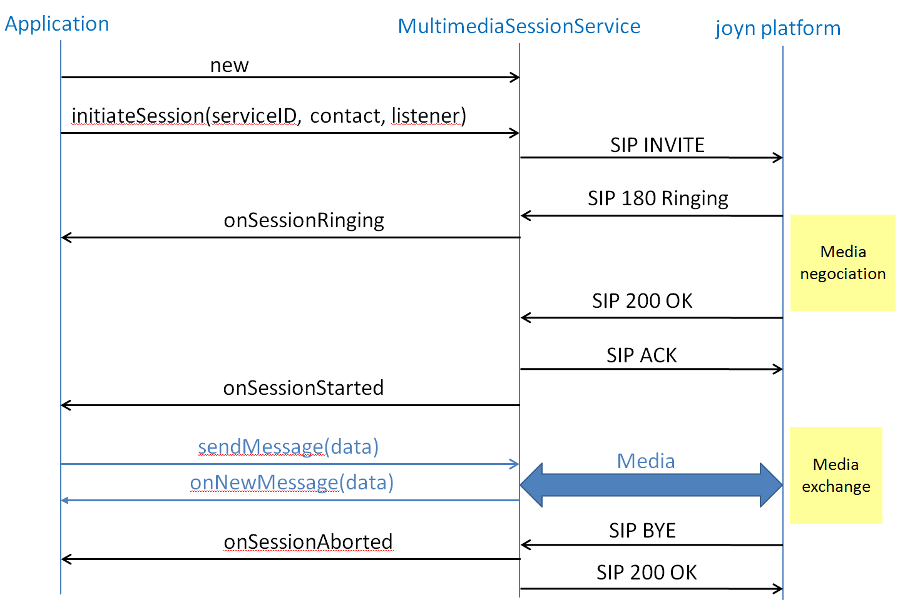 Application
MultimediaSessionService
joyn platform
new
initiateSession(serviceID, contact, listener)
SIP INVITE
SIP 180 Ringing
onSessionRinging
Media
negociation
SIP 200 OK
SIP ACK
onSessionStarted
sendMessage(data)
Media
onNewMessage(data)
Media
exchange
SIP BYE
onSessionAborted
SIP 200 OK